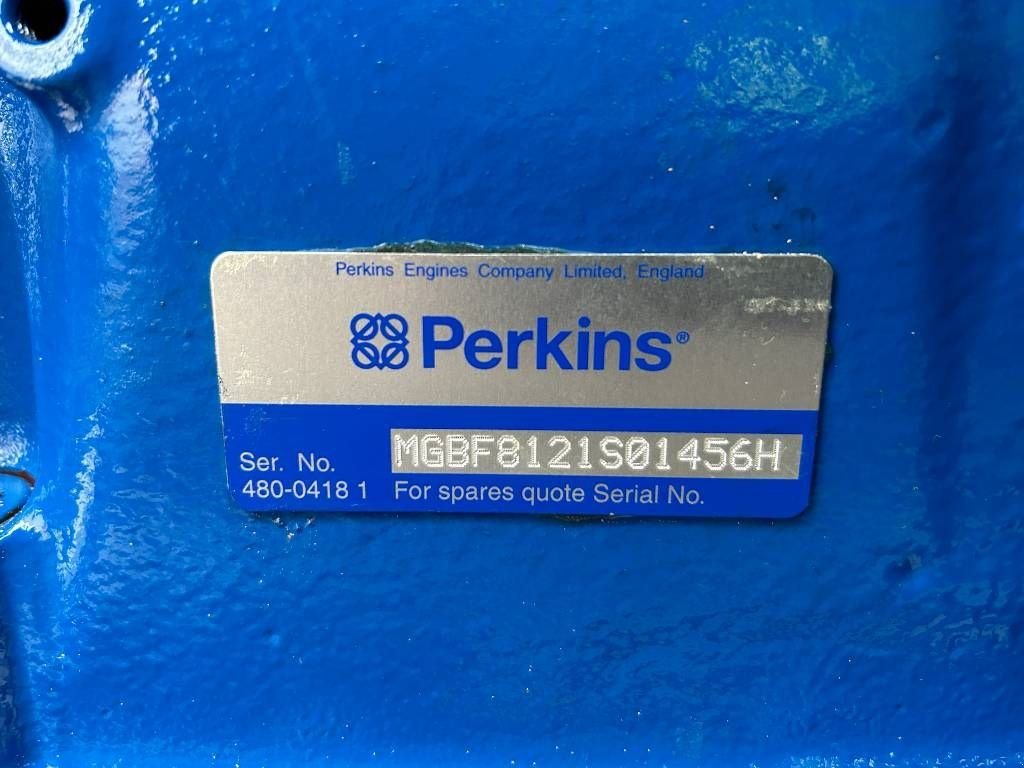 Perkins Engines Company Limited, England
Perkins®
Ser. No. MGBF8121S01456H
480-0418 1 For spares quote Serial No.